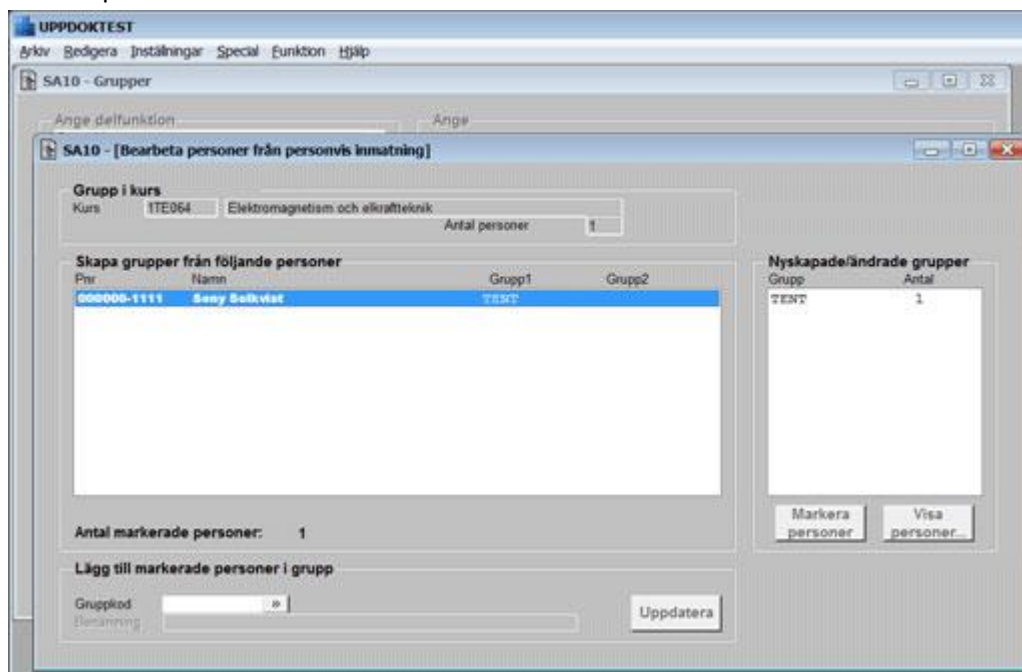 UPPDOKTEST
Arkiv Redigera Inställningar Special Funktion Hjälp
SA10 - Grupper
Ange delfunktion Ange
SA10 - [Bearbeta personer från personvis inmatning]
Grupp i kurs
Kurs 1TE064 Elektromagnetism och elkraftteknik
Antal personer 1
Skapa grupper från följande personer
Pnr Namn Grupp1 Grupp2
000000-1111 TENT
Nyskapade/ändrade grupper
Grupp Antal
TENT 1
Markera personer
Visa personer...
Antal markerade personer: 1
Lägg till markerade personer i grupp
Gruppkod »
Benämning
Uppdatera